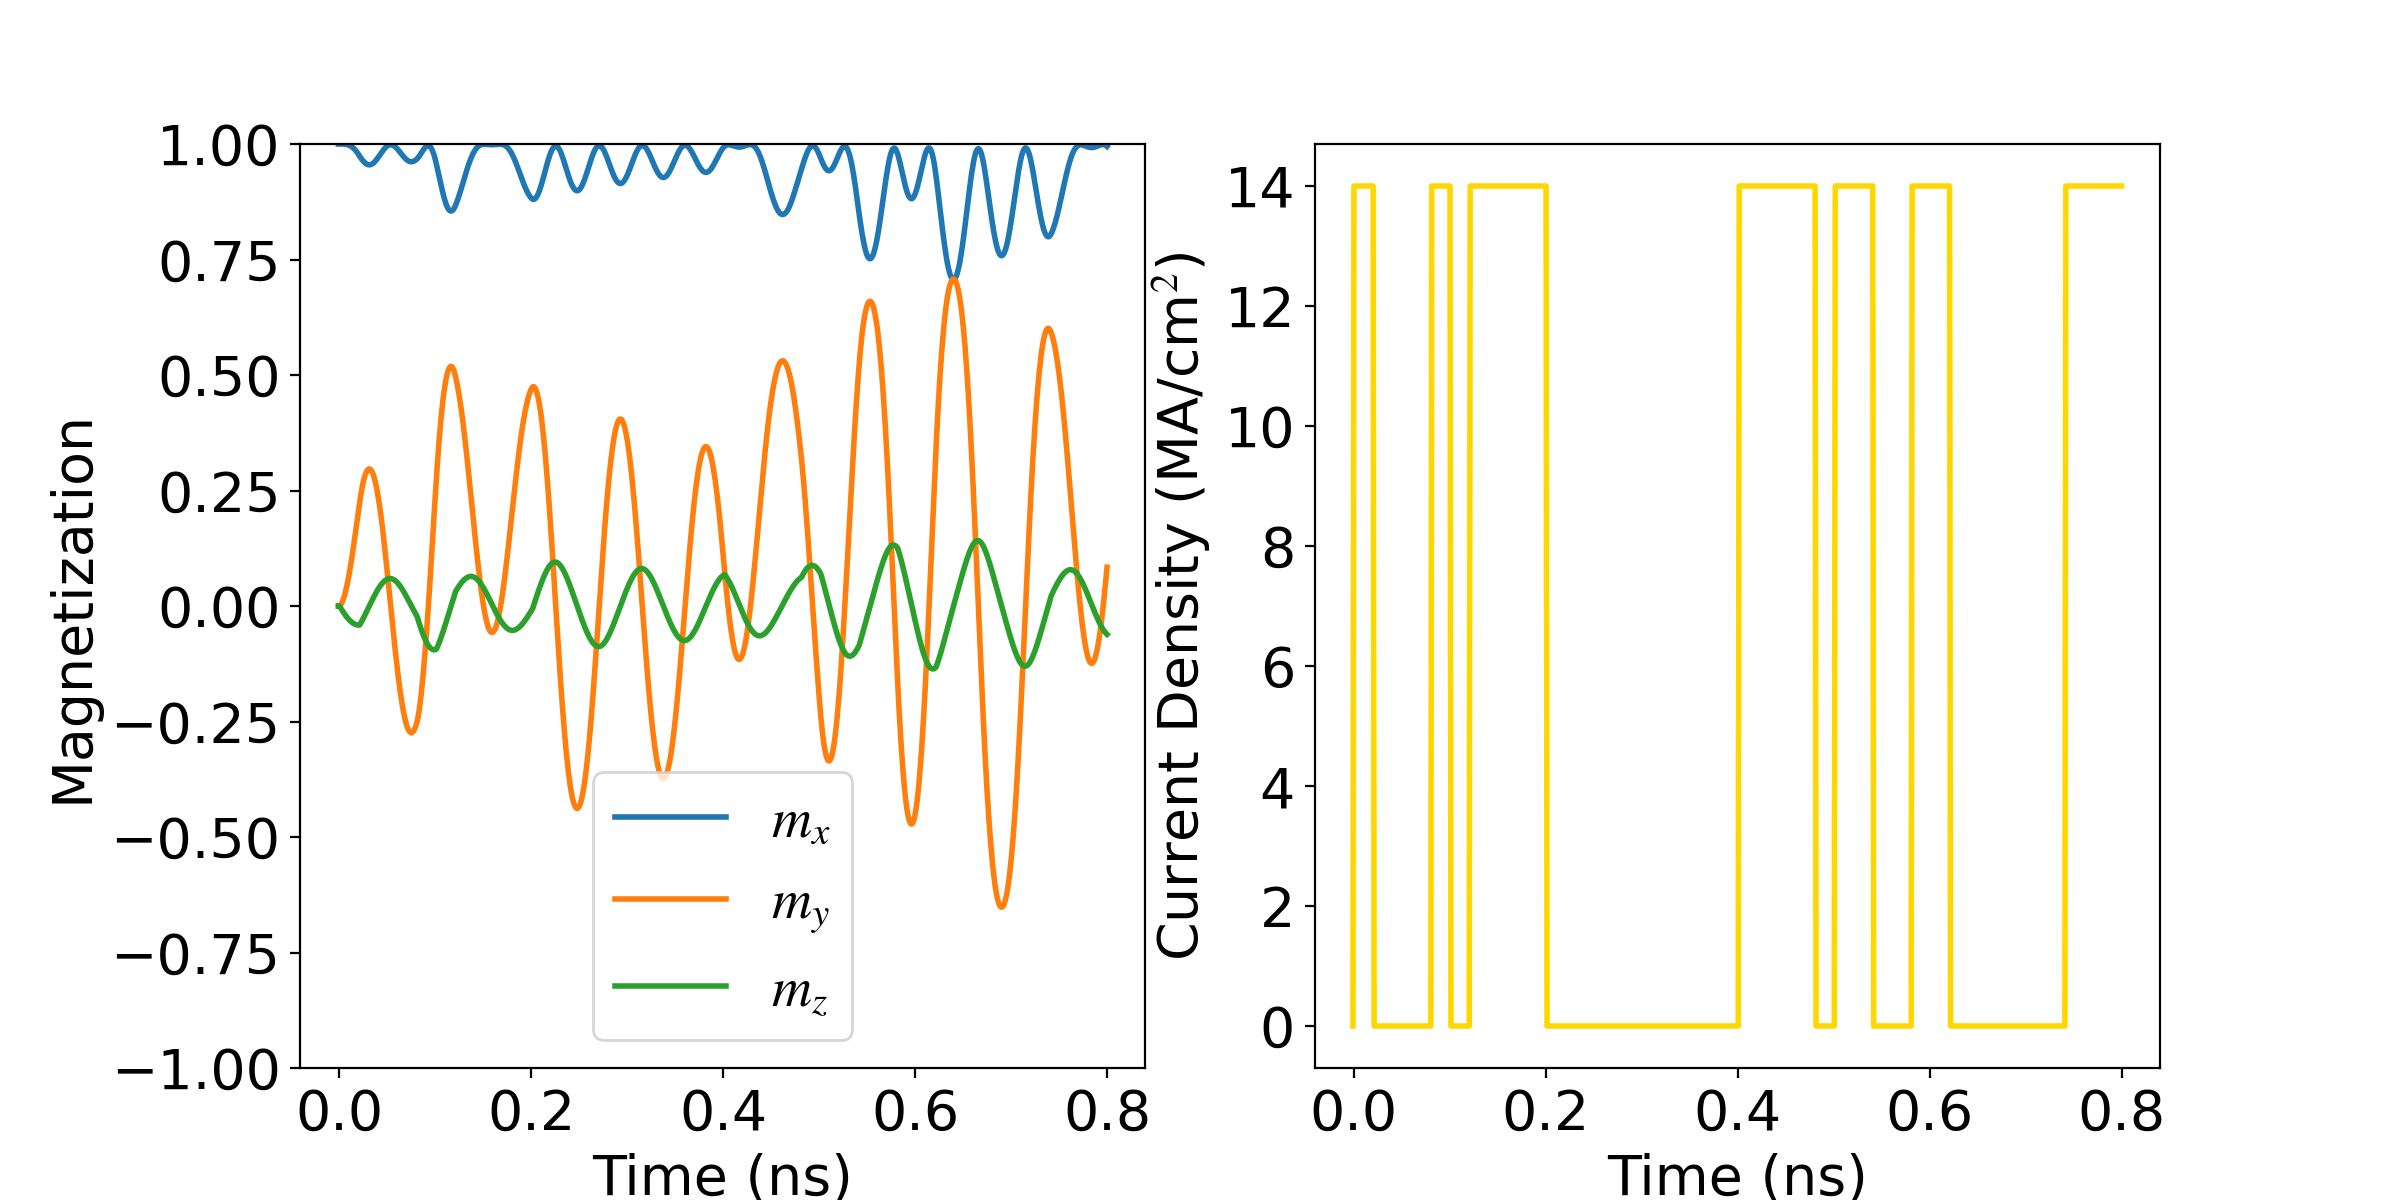 1.00
0.75
0.50
0.25
0.00
−0.25
−0.50
−0.75
−1.00
Magnetization
0.0 0.2 0.4 0.6 0.8
Time (ns)
m_x
m_y
m_z
14
12
10
8
6
4
2
0
Current Density (MA/cm²)
0.0 0.2 0.4 0.6 0.8
Time (ns)